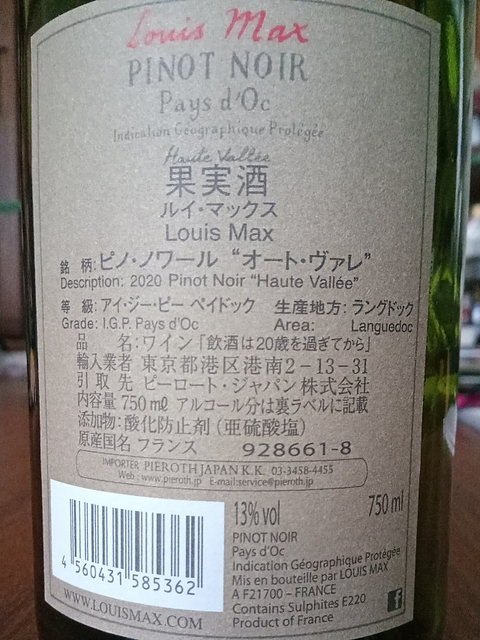 Louis Max
PINOT NOIR
Pays d'Oc
Indication Géographique Protégée
Haute Vallée
果実酒
ルイ・マックス
Louis Max
銘 柄:ピノ・ノワール “オート・ヴァレ”
Description: 2020 Pinot Noir “Haute Vallée”
等 級:アイ・ジー・ピー ペイドック 生産地方:ラングドック
Grade: I.G.P. Pays d'Oc Area: Languedoc
品 名:ワイン「飲酒は20歳を過ぎてから」
輸入業者 東京都港区港南2-13-31
引 取 先 ピーロート・ジャパン株式会社
内容量 750㎖ アルコール分は裏ラベルに記載
添加物:酸化防止剤(亜硫酸塩)
原産国名 フランス 928661-8
IMPORTER PIEROTH JAPAN K.K. 03-3458-4455
Web : www.pieroth.jp E-mail:service@pieroth.jp
13% vol 750 ml
PINOT NOIR
Pays d'Oc
Indication Géographique Protégée
Mis en bouteille par LOUIS MAX
A F21700 – FRANCE
Contains Sulphites E220
Product of France
f
4 560431 585362
WWW.LOUISMAX.COM